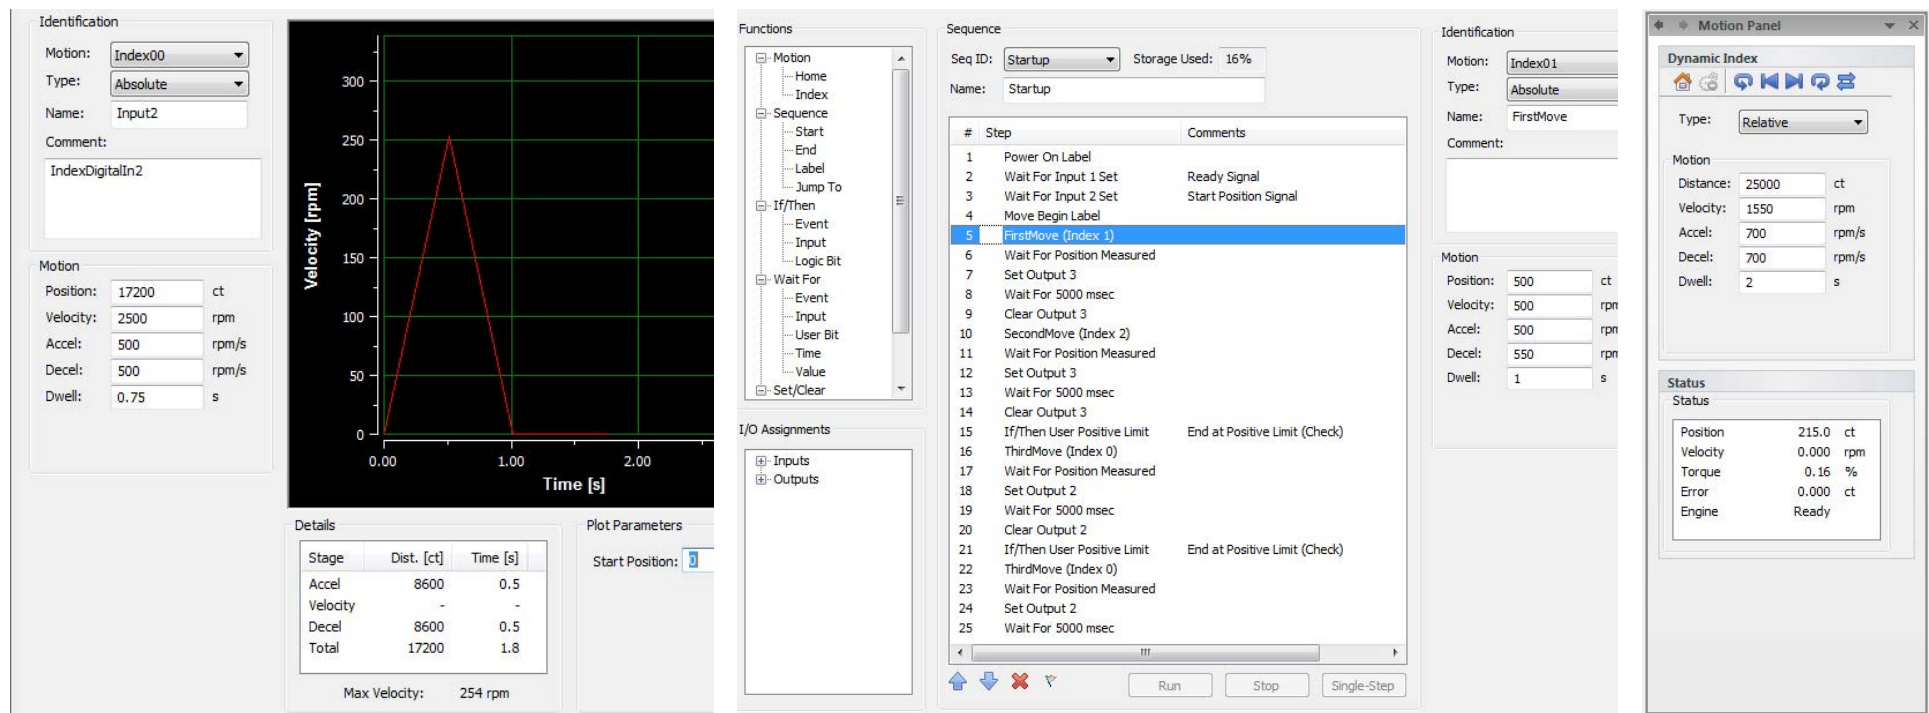 Identification
Motion: Index00
Type: Absolute
Name: Input2
Comment:
IndexDigitalIn2
Motion
Position: 17200 ct
Velocity: 2500 rpm
Accel: 500 rpm/s
Decel: 500 rpm/s
Dwell: 0.75 s
Velocity [rpm]
300
250
200
150
100
50
0
0.00 1.00 2.00
Time [s]
Details
Stage Dist. [ct] Time [s]
Accel 8600 0.5
Velocity - -
Decel 8600 0.5
Total 17200 1.8
Max Velocity: 254 rpm
Plot Parameters
Start Position: 0
Functions
Motion
Home
Index
Sequence
Start
End
Label
Jump To
If/Then
Event
Input
Logic Bit
Wait For
Event
Input
User Bit
Time
Value
Set/Clear
I/O Assignments
Inputs
Outputs
Sequence
Seq ID: Startup Storage Used: 16%
Name: Startup
# Step Comments
1 Power On Label
2 Wait For Input 1 Set Ready Signal
3 Wait For Input 2 Set Start Position Signal
4 Move Begin Label
5 FirstMove (Index 1)
6 Wait For Position Measured
7 Set Output 3
8 Wait For 5000 msec
9 Clear Output 3
10 SecondMove (Index 2)
11 Wait For Position Measured
12 Set Output 3
13 Wait For 5000 msec
14 Clear Output 3
15 If/Then User Positive Limit End at Positive Limit (Check)
16 ThirdMove (Index 0)
17 Wait For Position Measured
18 Set Output 2
19 Wait For 5000 msec
20 Clear Output 2
21 If/Then User Positive Limit End at Positive Limit (Check)
22 ThirdMove (Index 0)
23 Wait For Position Measured
24 Set Output 2
25 Wait For 5000 msec
Run Stop Single-Step
Identification
Motion: Index01
Type: Absolute
Name: FirstMove
Comment:
Motion
Position: 500 ct
Velocity: 500 rpm
Accel: 500 rpm
Decel: 550 rpm
Dwell: 1 s
Motion Panel
Dynamic Index
Type: Relative
Motion
Distance: 25000 ct
Velocity: 1550 rpm
Accel: 700 rpm/s
Decel: 700 rpm/s
Dwell: 2 s
Status
Status
Position 215.0 ct
Velocity 0.000 rpm
Torque 0.16 %
Error 0.000 ct
Engine Ready